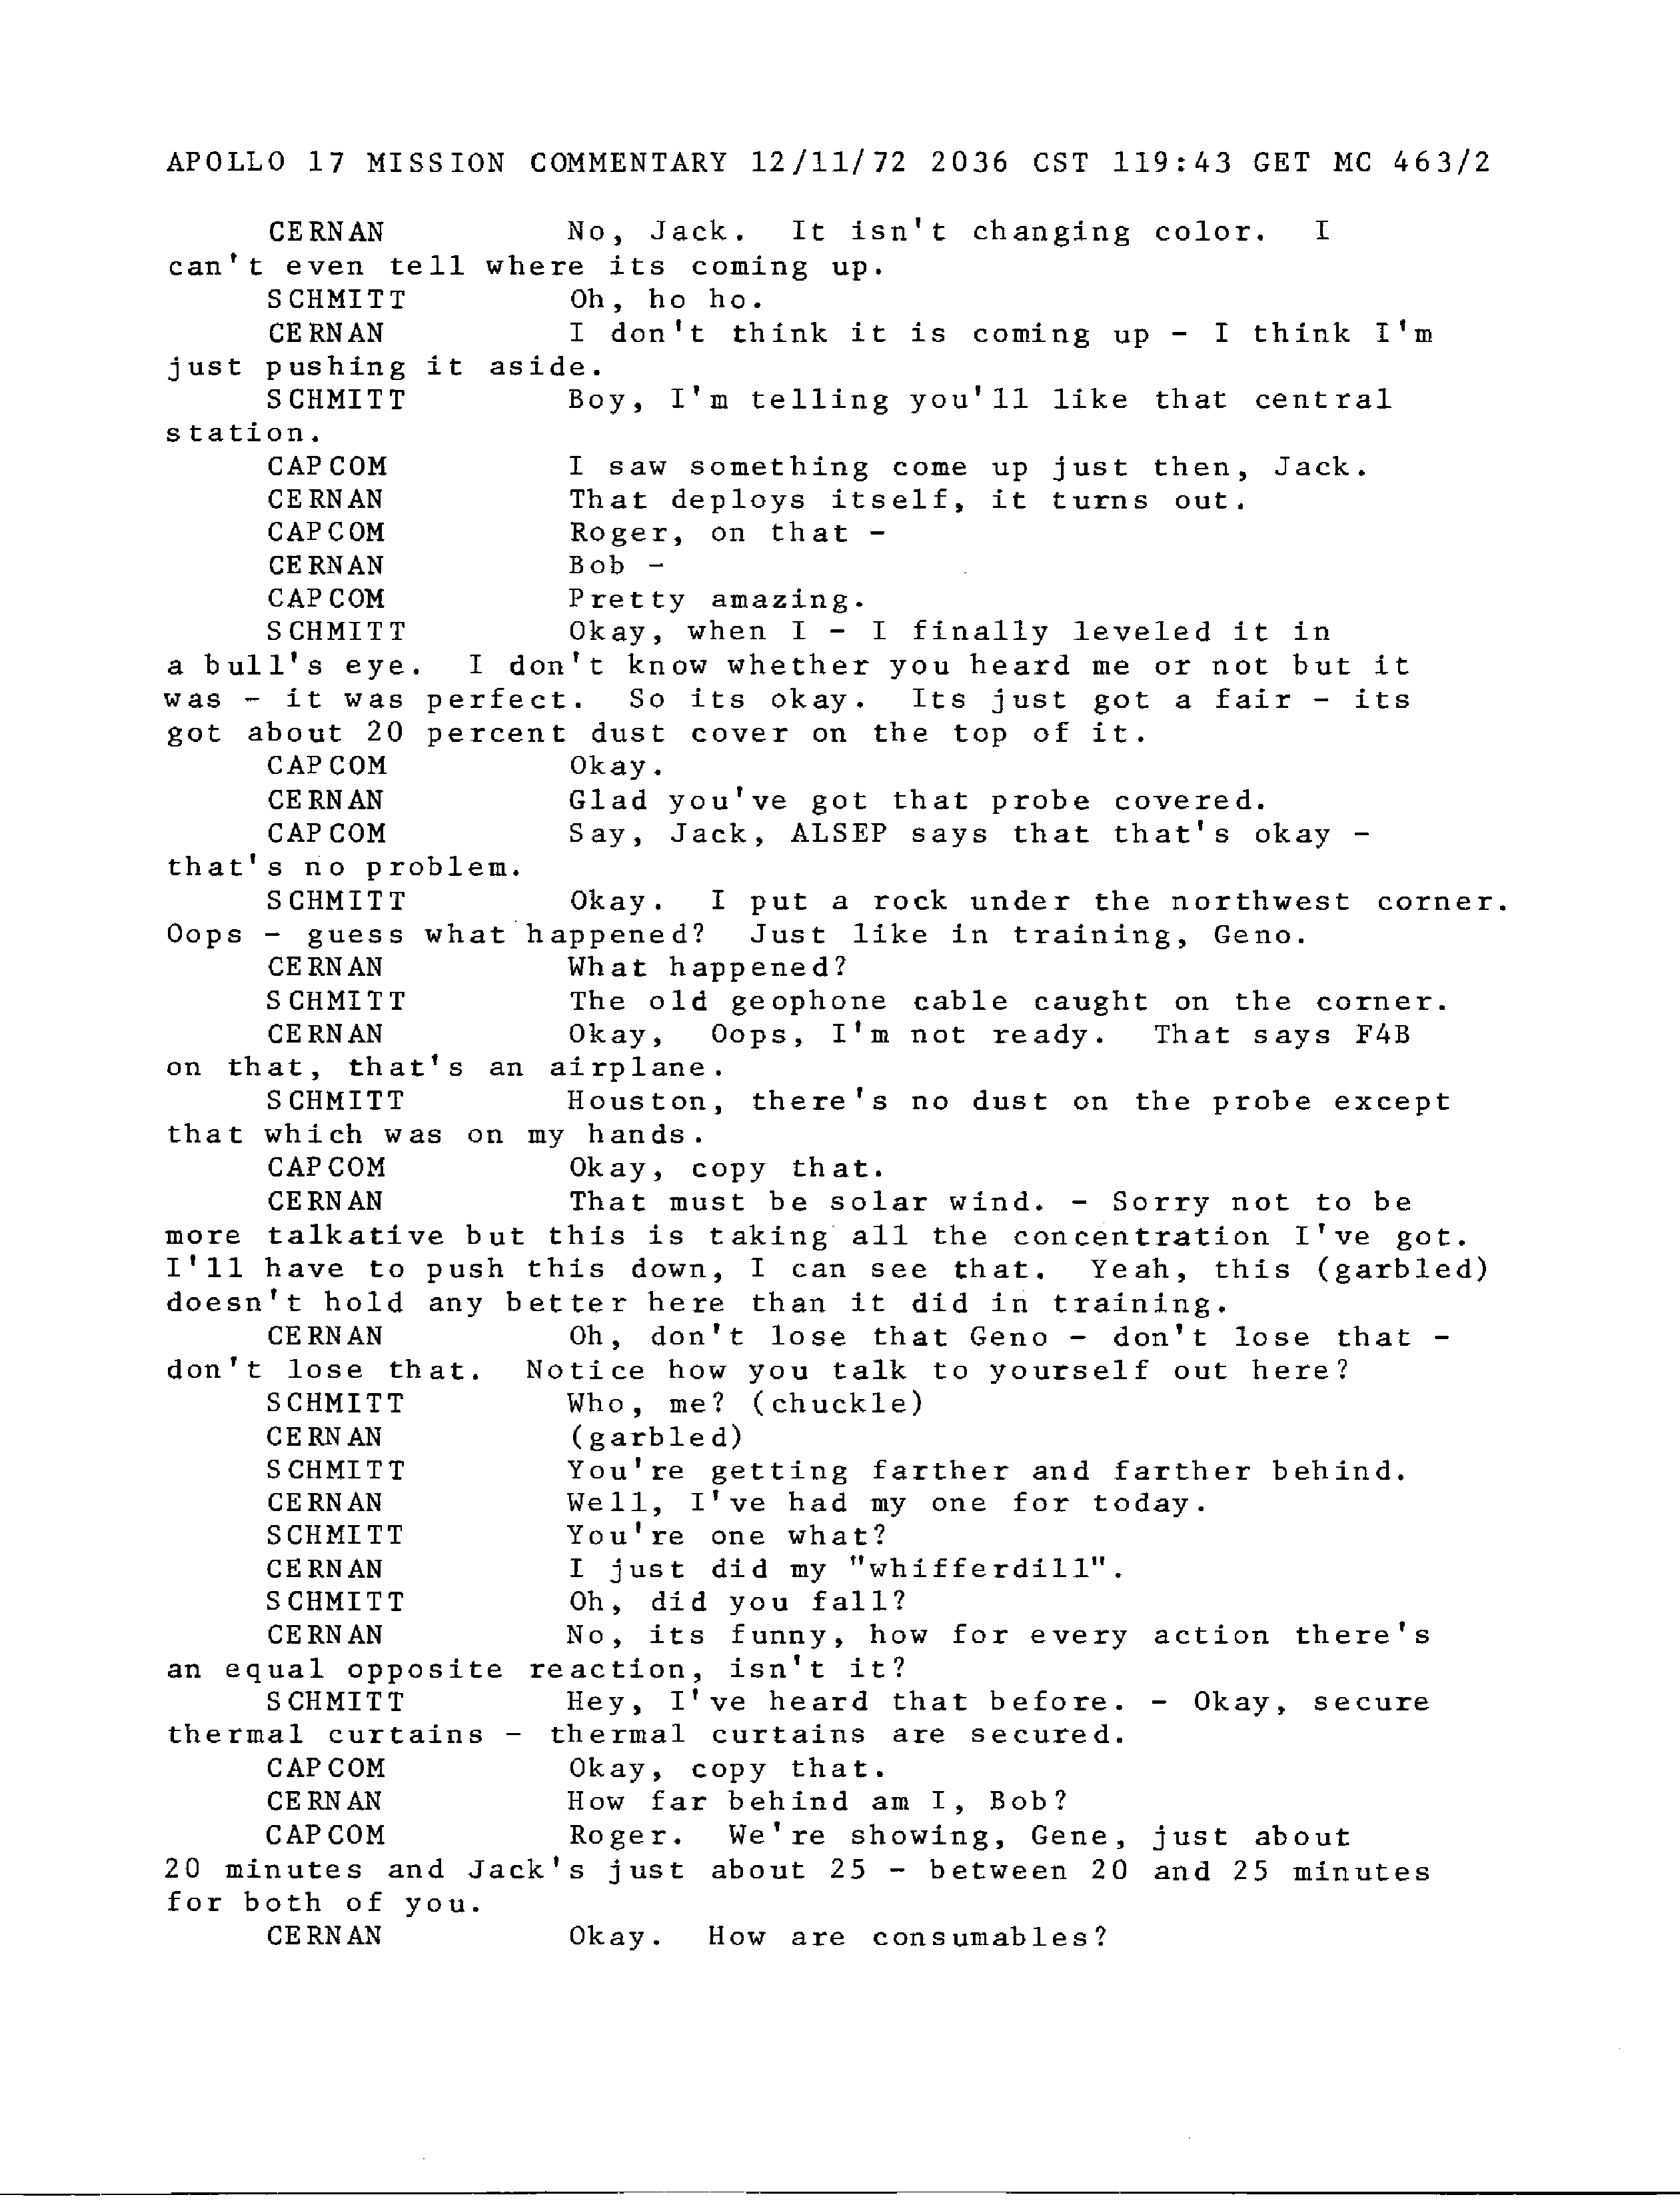 APOLLO 17 MISSION COMMENTARY 12/11/72 2036 CST 119:43 GET MC 463/2
CERNAN No, Jack. It isn't changing color. I
can't even tell where its coming up.
SCHMITT Oh, ho ho.
CERNAN I don't think it is coming up - I think I'm
just pushing it aside.
SCHMITT Boy, I'm telling you'll like that central
station.
CAPCOM I saw something come up just then, Jack.
CERNAN That deploys itself, it turns out.
CAPCOM Roger, on that -
CERNAN Bob -
CAPCOM Pretty amazing.
SCHMITT Okay, when I - I finally leveled it in
a bull's eye. I don't know whether you heard me or not but it
was - it was perfect. So its okay. Its just got a fair - its
got about 20 percent dust cover on the top of it.
CAPCOM Okay.
CERNAN Glad you've got that probe covered.
CAPCOM Say, Jack, ALSEP says that that's okay -
that's no problem.
SCHMITT Okay. I put a rock under the northwest corner.
Oops - guess what happened? Just like in training, Geno.
CERNAN What happened?
SCHMITT The old geophone cable caught on the corner.
CERNAN Okay, Oops, I'm not ready. That says F4B
on that, that's an airplane.
SCHMITT Houston, there's no dust on the probe except
that which was on my hands.
CAPCOM Okay, copy that.
CERNAN That must be solar wind. - Sorry not to be
more talkative but this is taking all the concentration I've got.
I'll have to push this down, I can see that. Yeah, this (garbled)
doesn't hold any better here than it did in training.
CERNAN Oh, don't lose that Geno - don't lose that -
don't lose that. Notice how you talk to yourself out here?
SCHMITT Who, me? (chuckle)
CERNAN (garbled)
SCHMITT You're getting farther and farther behind.
CERNAN Well, I've had my one for today.
SCHMITT You're one what?
CERNAN I just did my "whifferdill".
SCHMITT Oh, did you fall?
CERNAN No, its funny, how for every action there's
an equal opposite reaction, isn't it?
SCHMITT Hey, I've heard that before. - Okay, secure
thermal curtains - thermal curtains are secured.
CAPCOM Okay, copy that.
CERNAN How far behind am I, Bob?
CAPCOM Roger. We're showing, Gene, just about
20 minutes and Jack's just about 25 - between 20 and 25 minutes
for both of you.
CERNAN Okay. How are consumables?